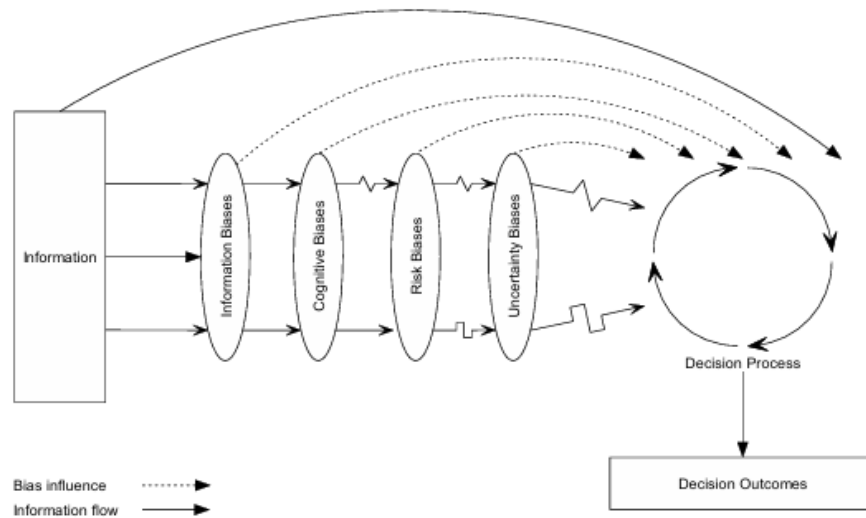 Information
Information Biases
Cognitive Biases
Risk Biases
Uncertainty Biases
Decision Process
Decision Outcomes
Bias influence
Information flow